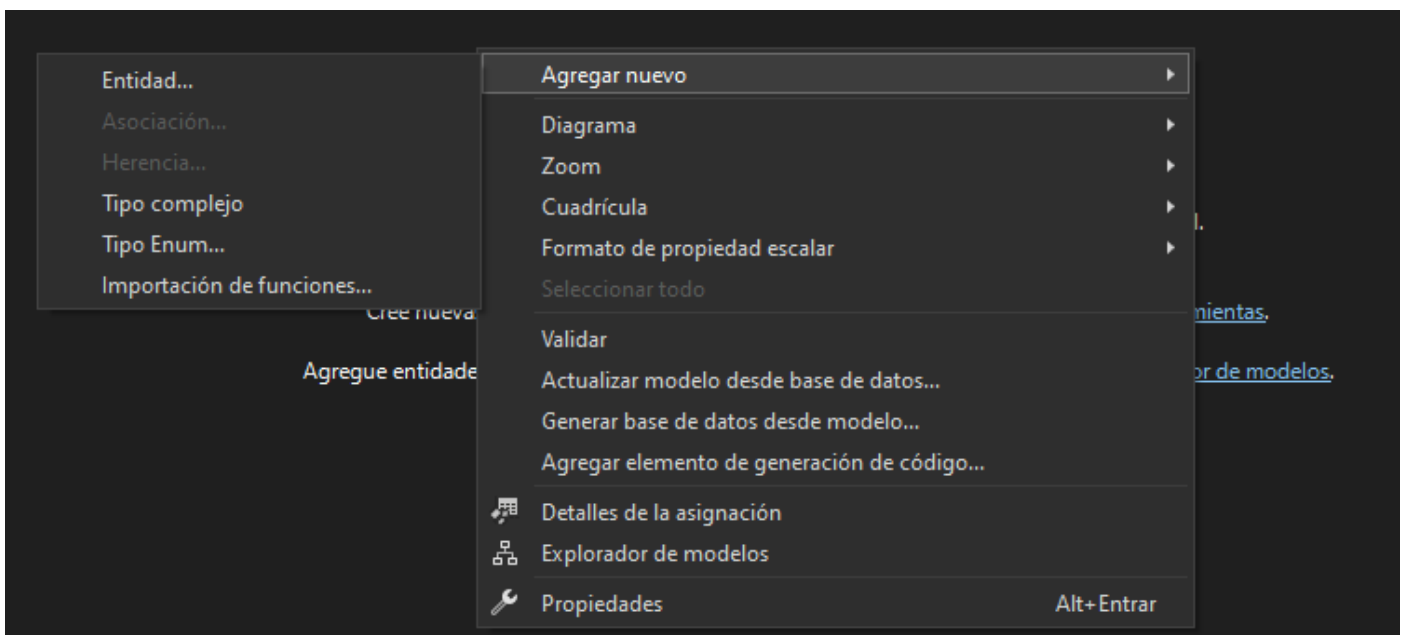 Entidad...
Asociación...
Herencia...
Tipo complejo
Tipo Enum...
Importación de funciones...
Agregar nuevo
Diagrama
Zoom
Cuadrícula
Formato de propiedad escalar
Seleccionar todo
Validar
Actualizar modelo desde base de datos...
Generar base de datos desde modelo...
Agregar elemento de generación de código...
Detalles de la asignación
Explorador de modelos
Propiedades Alt+Entrar
Cree nueva
Agregue entidade
de modelos.